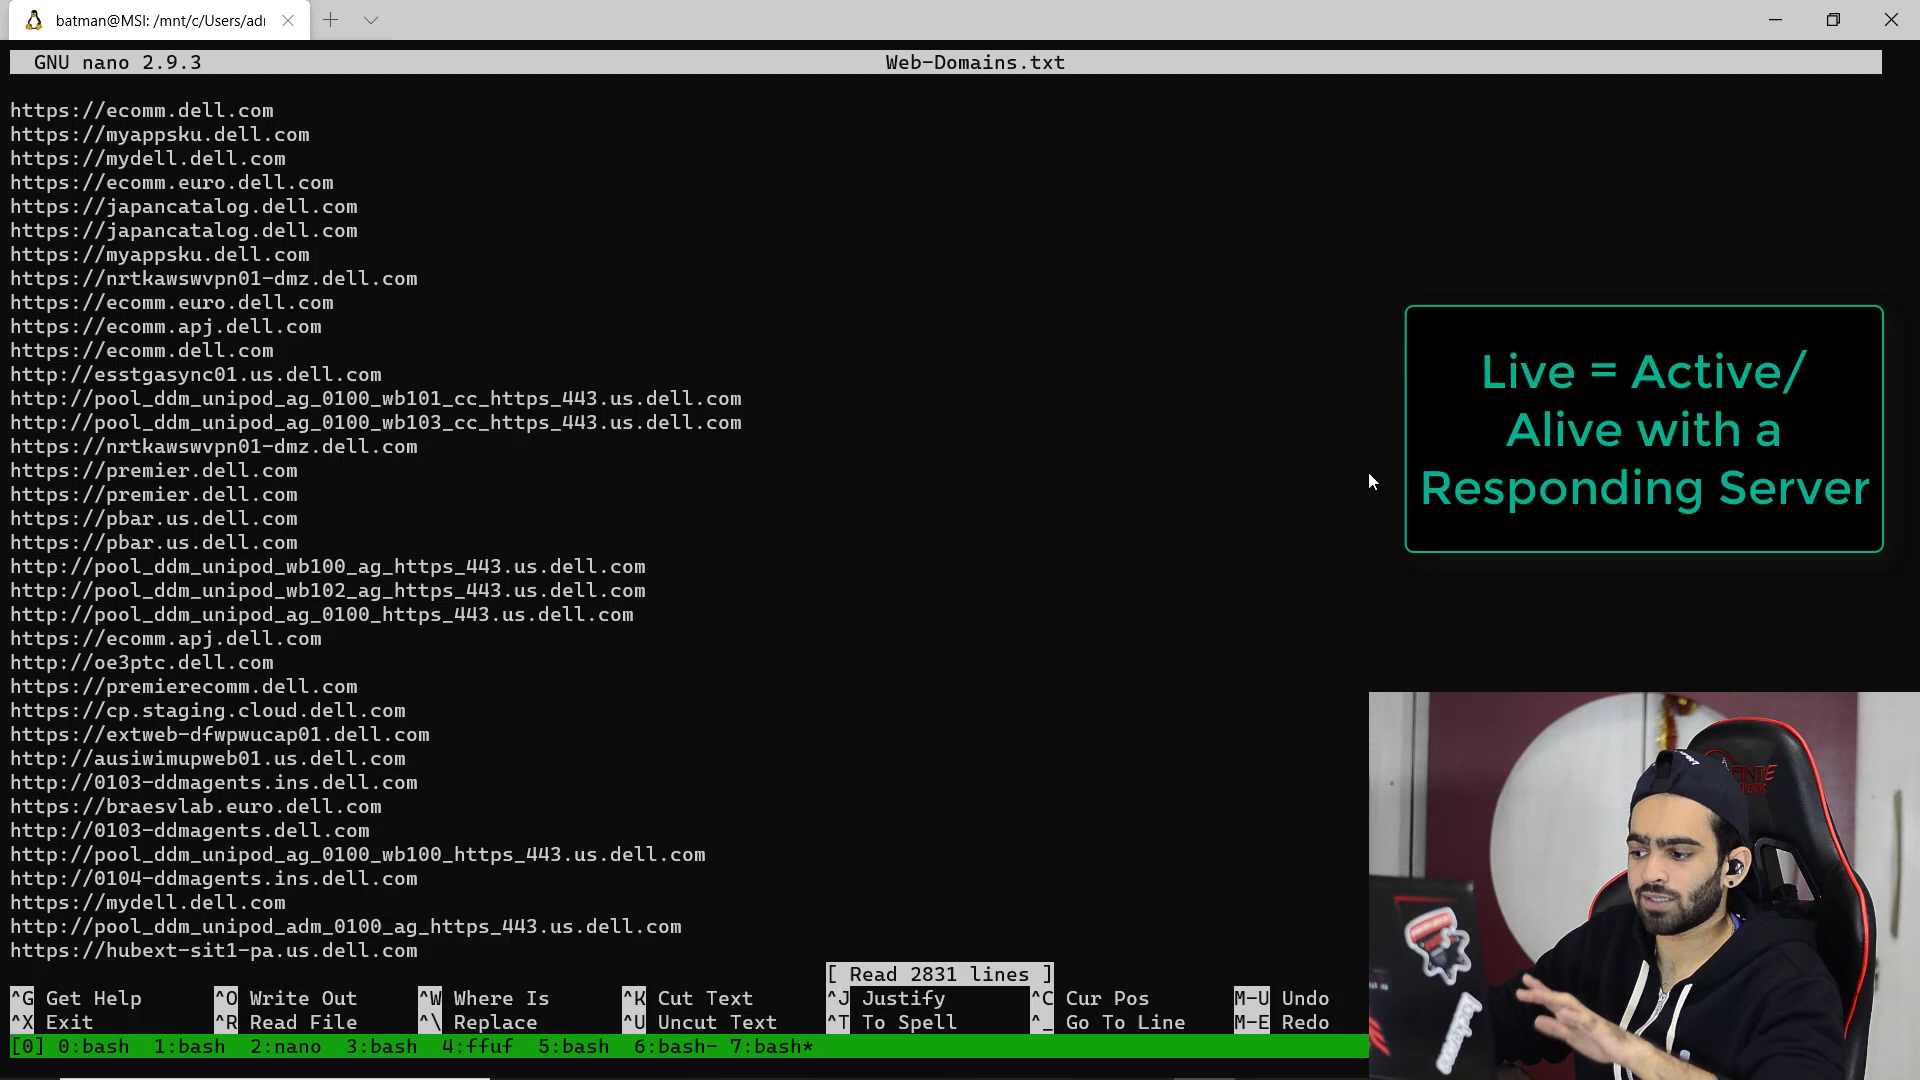 batman@MSI: /mnt/c/Users/adı
GNU nano 2.9.3 Web-Domains.txt
https://ecomm.dell.com
https://myappsku.dell.com
https://mydell.dell.com
https://ecomm.euro.dell.com
https://japancatalog.dell.com
https://japancatalog.dell.com
https://myappsku.dell.com
https://nrtkawswvpn01-dmz.dell.com
https://ecomm.euro.dell.com
https://ecomm.apj.dell.com
https://ecomm.dell.com
http://esstgasync01.us.dell.com
http://pool_ddm_unipod_ag_0100_wb101_cc_https_443.us.dell.com
http://pool_ddm_unipod_ag_0100_wb103_cc_https_443.us.dell.com
https://nrtkawswvpn01-dmz.dell.com
https://premier.dell.com
https://premier.dell.com
https://pbar.us.dell.com
https://pbar.us.dell.com
http://pool_ddm_unipod_wb100_ag_https_443.us.dell.com
http://pool_ddm_unipod_wb102_ag_https_443.us.dell.com
http://pool_ddm_unipod_ag_0100_https_443.us.dell.com
https://ecomm.apj.dell.com
http://oe3ptc.dell.com
https://premierecomm.dell.com
https://cp.staging.cloud.dell.com
https://extweb-dfwpwucap01.dell.com
http://ausiwimupweb01.us.dell.com
http://0103-ddmagents.ins.dell.com
https://braesvlab.euro.dell.com
http://0103-ddmagents.dell.com
http://pool_ddm_unipod_ag_0100_wb100_https_443.us.dell.com
http://0104-ddmagents.ins.dell.com
https://mydell.dell.com
http://pool_ddm_unipod_adm_0100_ag_https_443.us.dell.com
https://hubext-sit1-pa.us.dell.com
[ Read 2831 lines ]
^G Get Help ^O Write Out ^W Where Is ^K Cut Text ^J Justify ^C Cur Pos M-U Undo
^X Exit ^R Read File ^\ Replace ^U Uncut Text ^T To Spell ^_ Go To Line M-E Redo
[0] 0:bash 1:bash 2:nano 3:bash 4:ffuf 5:bash 6:bash- 7:bash*
Live = Active/
Alive with a
Responding Server